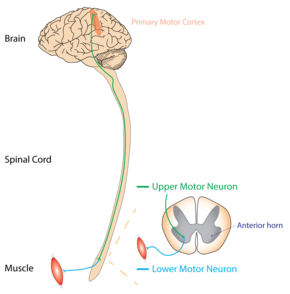 Primary Motor Cortex
Brain
Spinal Cord
Upper Motor Neuron
Anterior horn
Muscle
Lower Motor Neuron